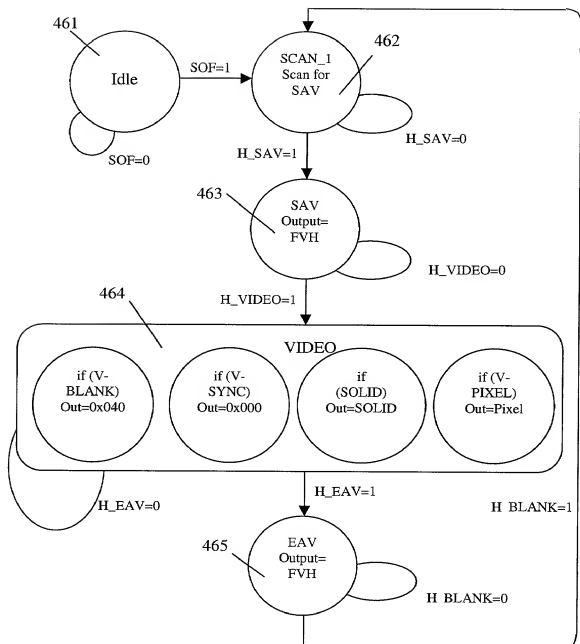 461
Idle
SOF=1
SOF=0
SCAN_1
Scan for
SAV
462
H_SAV=0
H_SAV=1
463
SAV
Output=
FVH
H_VIDEO=0
H_VIDEO=1
464
VIDEO
if (V-
BLANK)
Out=0x040
if (V-
SYNC)
Out=0x000
if
(SOLID)
Out=SOLID
if (V-
PIXEL)
Out=Pixel
H_EAV=0
H_EAV=1
H BLANK=1
465
EAV
Output=
FVH
H BLANK=0